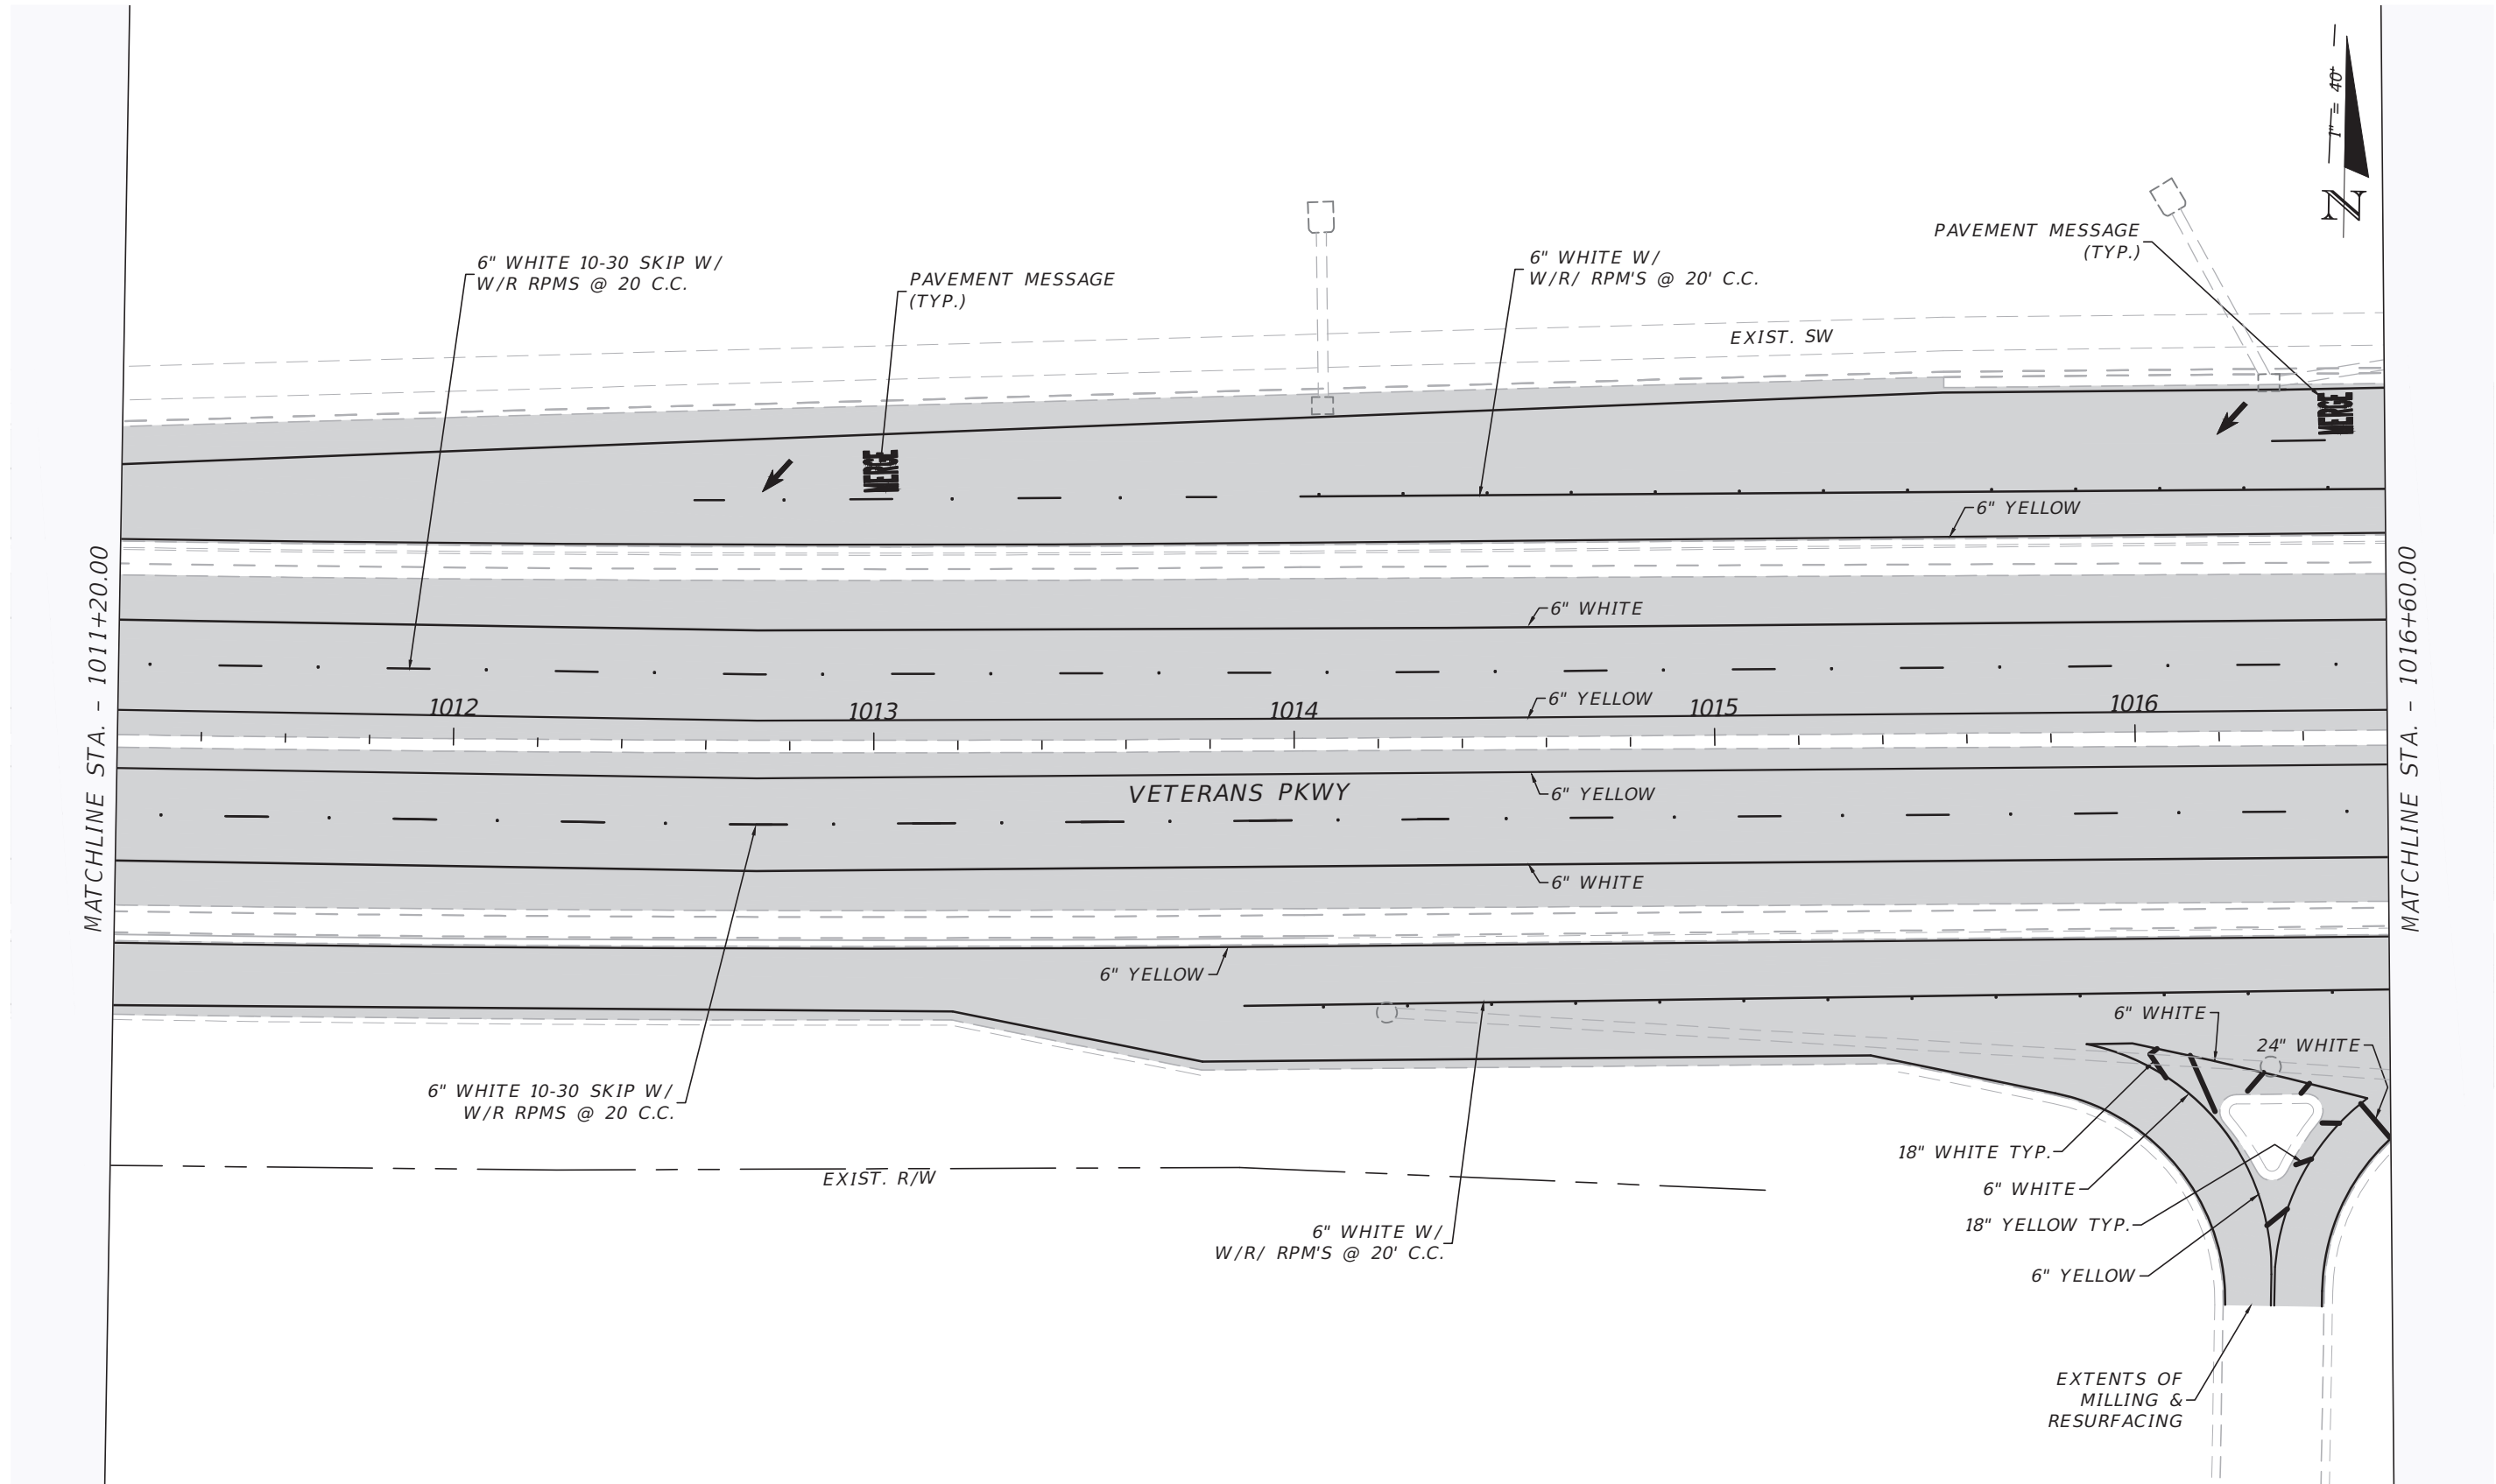 1" = 40'
N
PAVEMENT MESSAGE
(TYP.)
6" WHITE 10-30 SKIP W/
W/R RPMS @ 20 C.C.
PAVEMENT MESSAGE
(TYP.)
6" WHITE W/
W/R/ RPM'S @ 20' C.C.
EXIST. SW
MERGE
MERGE
6" YELLOW
6" WHITE
6" YELLOW
1012
1013
1014
1015
1016
MATCHLINE STA. - 1011+20.00
MATCHLINE STA. - 1016+60.00
VETERANS PKWY
6" YELLOW
6" WHITE
6" YELLOW
6" WHITE
24" WHITE
6" WHITE 10-30 SKIP W/
W/R RPMS @ 20 C.C.
18" WHITE TYP.
EXIST. R/W
6" WHITE
18" YELLOW TYP.
6" WHITE W/
W/R/ RPM'S @ 20' C.C.
6" YELLOW
EXTENTS OF
MILLING &
RESURFACING